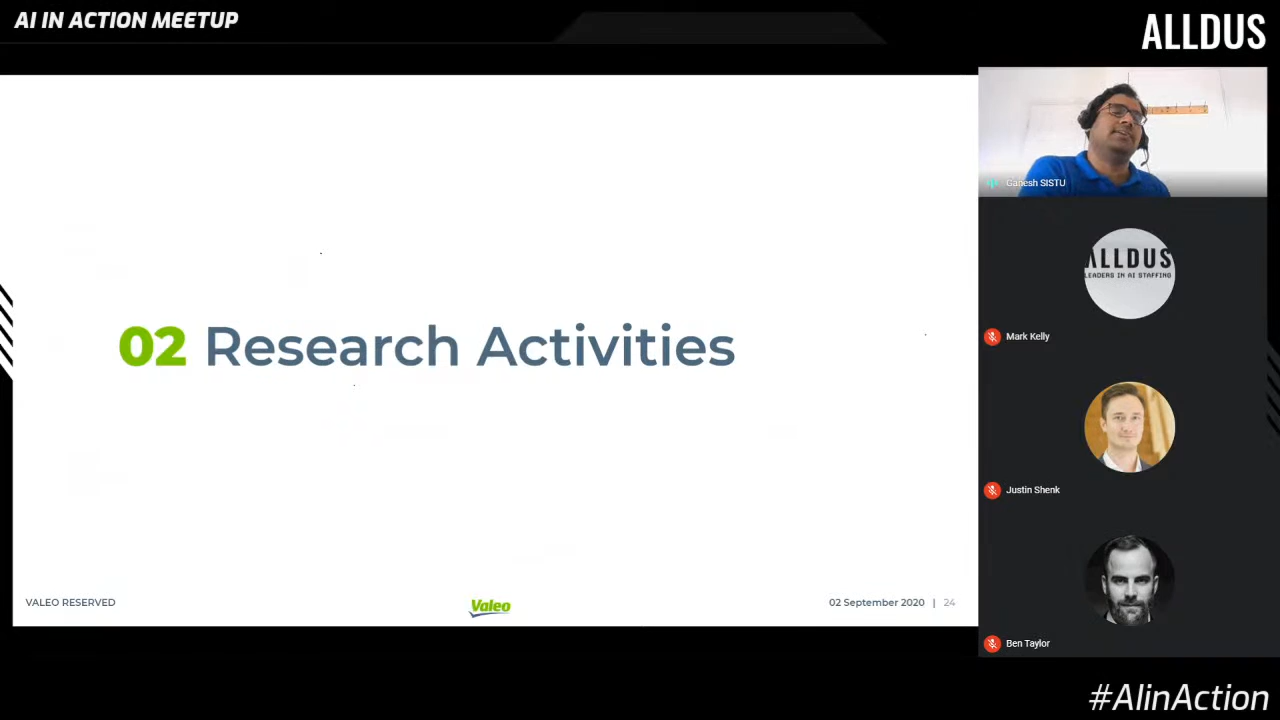 AI IN ACTION MEETUP
ALLDUS
Ganesh SISTU
ALLDUS
LEADERS IN AI STAFFING
Mark Kelly
02 Research Activities
Justin Shenk
VALEO RESERVED
Valeo
02 September 2020 | 24
Ben Taylor
#AIinAction